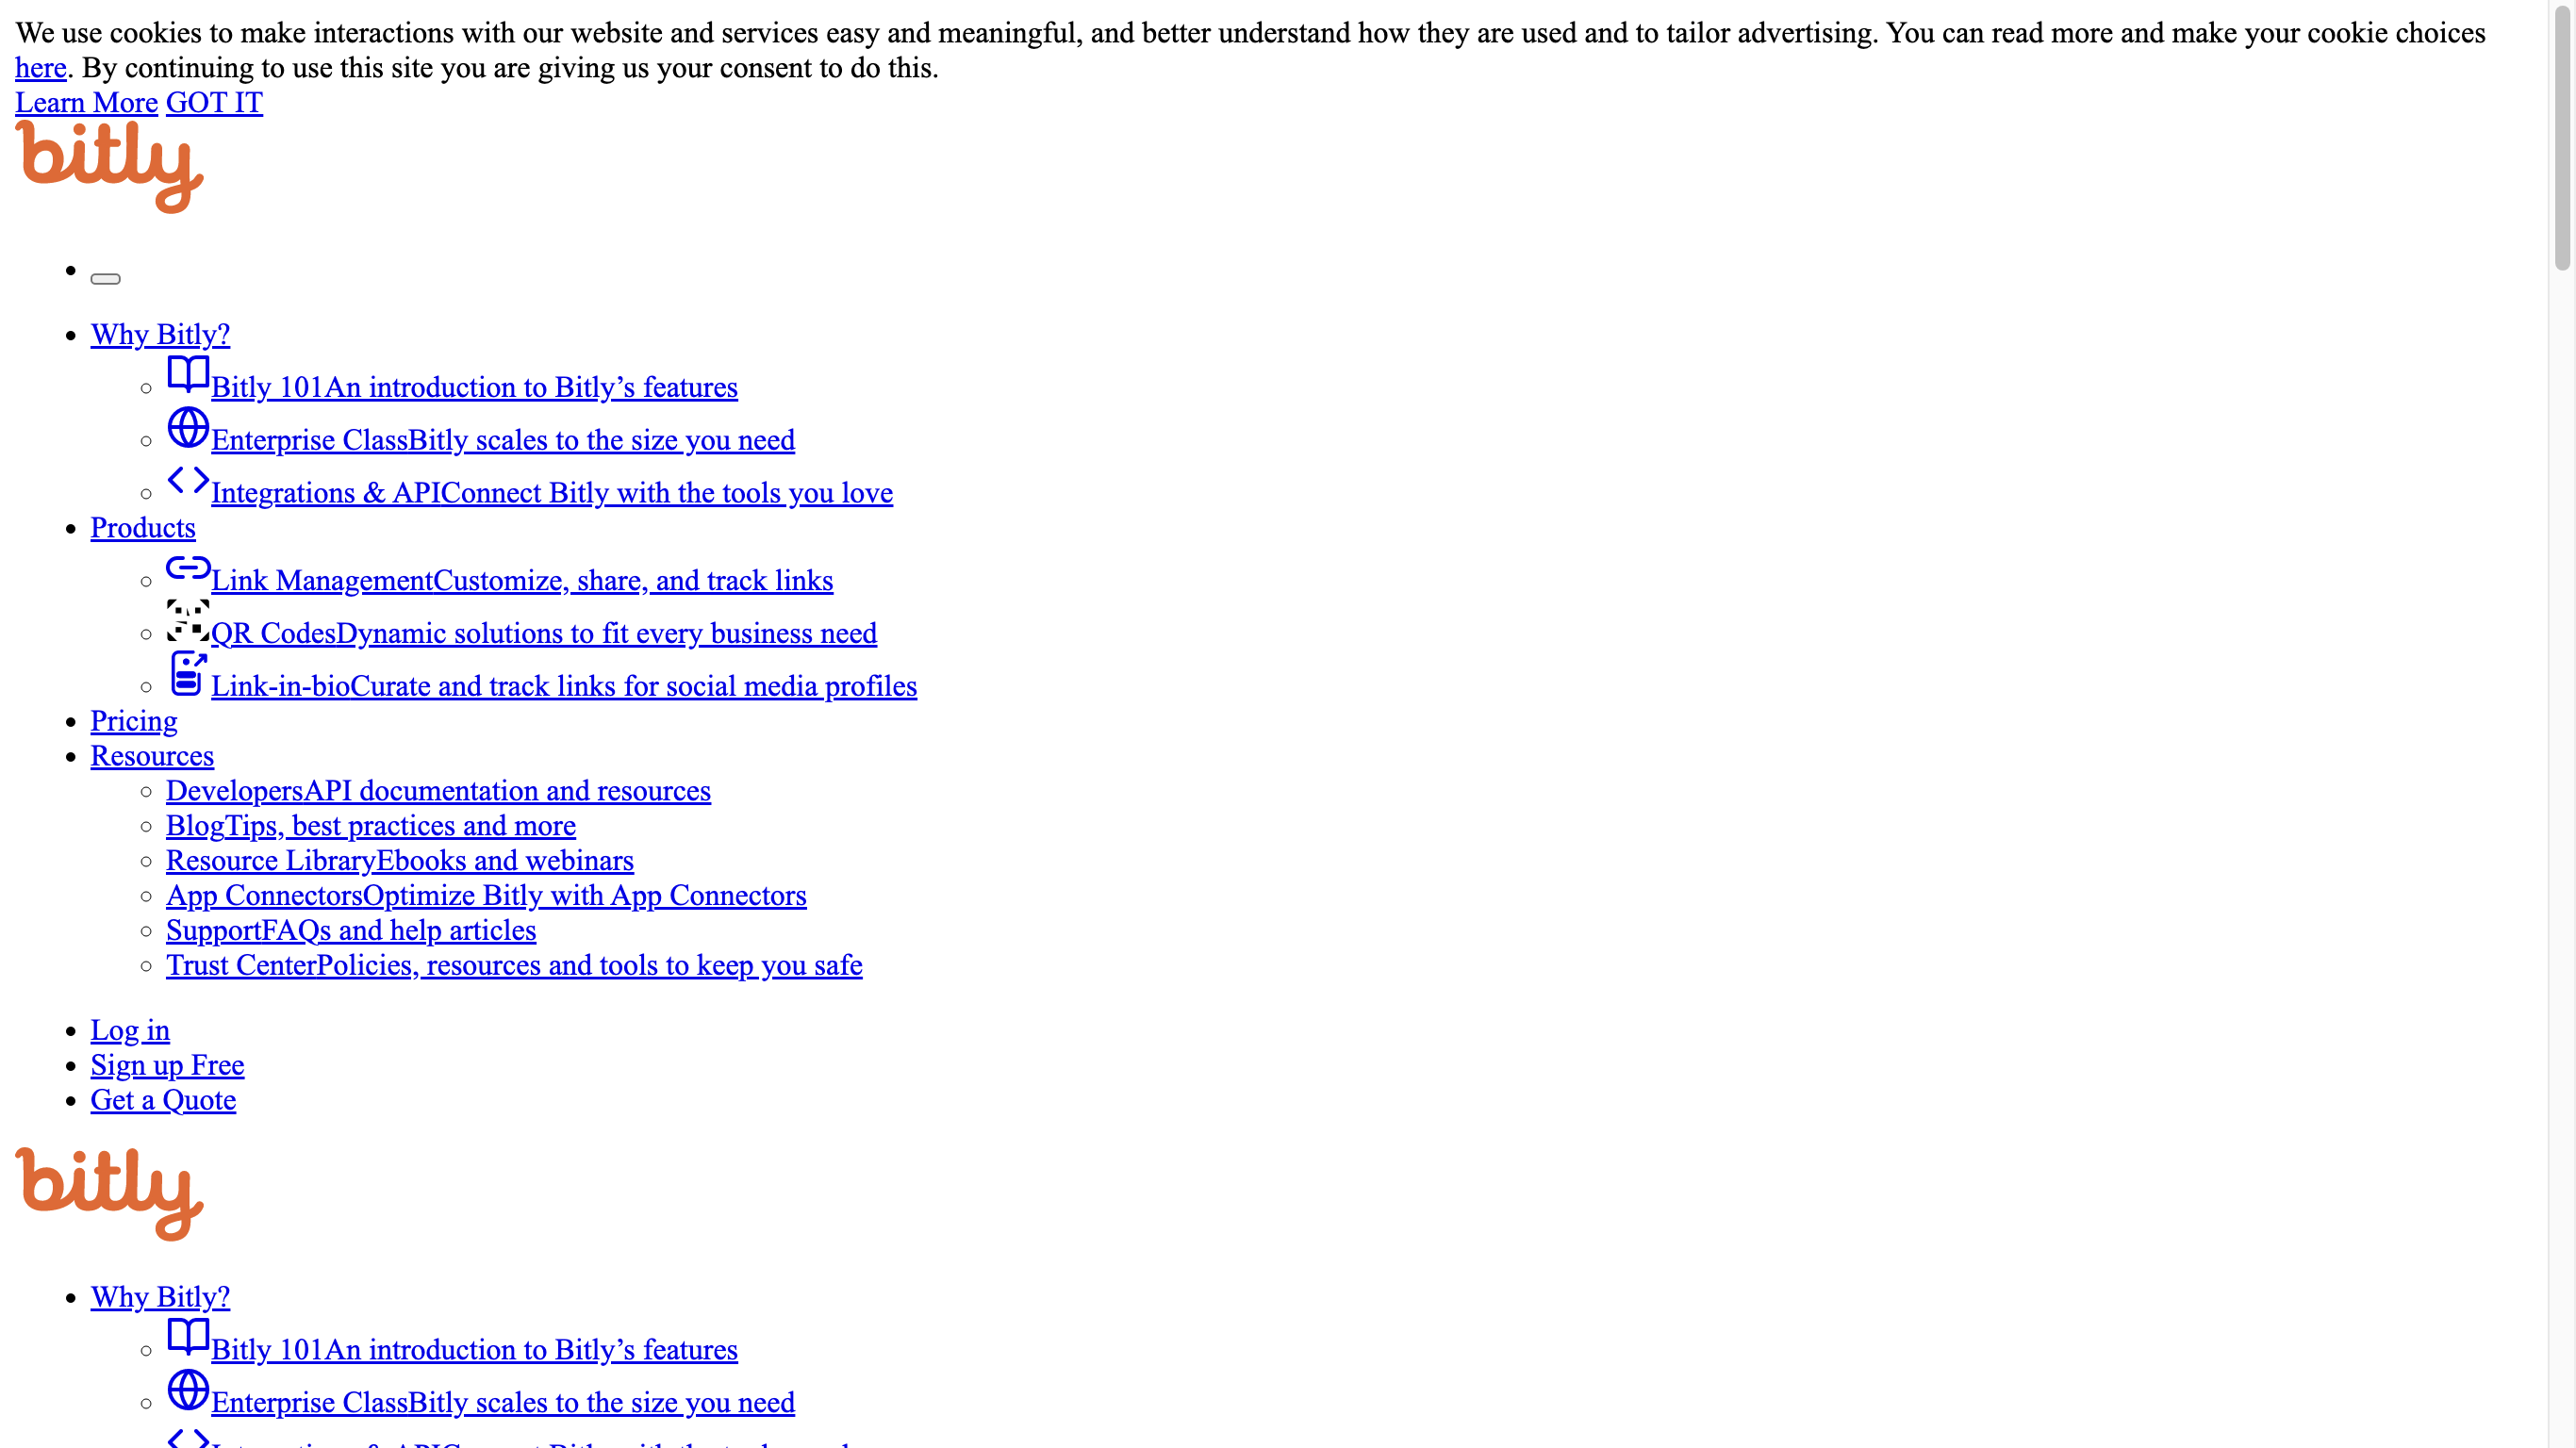 We use cookies to make interactions with our website and services easy and meaningful, and better understand how they are used and to tailor advertising. You can read more and make your cookie choices
here. By continuing to use this site you are giving us your consent to do this.
Learn More GOT IT
bitly
Why Bitly?
Bitly 101An introduction to Bitly’s features
Enterprise ClassBitly scales to the size you need
Integrations & APIConnect Bitly with the tools you love
Products
Link ManagementCustomize, share, and track links
QR CodesDynamic solutions to fit every business need
Link-in-bioCurate and track links for social media profiles
Pricing
Resources
DevelopersAPI documentation and resources
BlogTips, best practices and more
Resource LibraryEbooks and webinars
App ConnectorsOptimize Bitly with App Connectors
SupportFAQs and help articles
Trust CenterPolicies, resources and tools to keep you safe
Log in
Sign up Free
Get a Quote
bitly
Why Bitly?
Bitly 101An introduction to Bitly’s features
Enterprise ClassBitly scales to the size you need